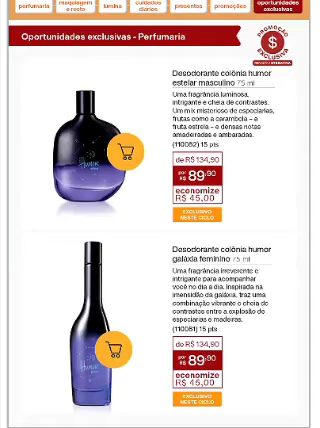 perfumaria
maquiagem
e rosto
lumina
cuidados
diários
presentes
promoções
oportunidades
exclusivas
Oportunidades exclusivas - Perfumaria
PROMOÇÃO
$
EXCLUSIVA
Desodorante colônia humor
estelar masculino 75 ml
Uma fragrância luminosa,
intrigante e cheia de contrastes.
Um mix misterioso de especiarias,
frutas como a carambola – a
fruta estrela – e densas notas
amadeiradas e ambaradas.
(110082) 15 pts
de R$ 134,90
por
R$ 89,90
economize
R$ 45,00
EXCLUSIVO
NESTE CICLO
Humor
Desodorante colônia humor
galáxia feminino 75 ml
Uma fragrância irreverente e
intrigante para acompanhar
você no dia a dia. Inspirada na
imensidão da galáxia, traz uma
combinação vibrante e cheia de
contrastes entre a explosão de
especiarias e madeiras.
(110081) 15 pts
de R$ 134,90
por
R$ 89,90
economize
R$ 45,00
EXCLUSIVO
NESTE CICLO
Humor